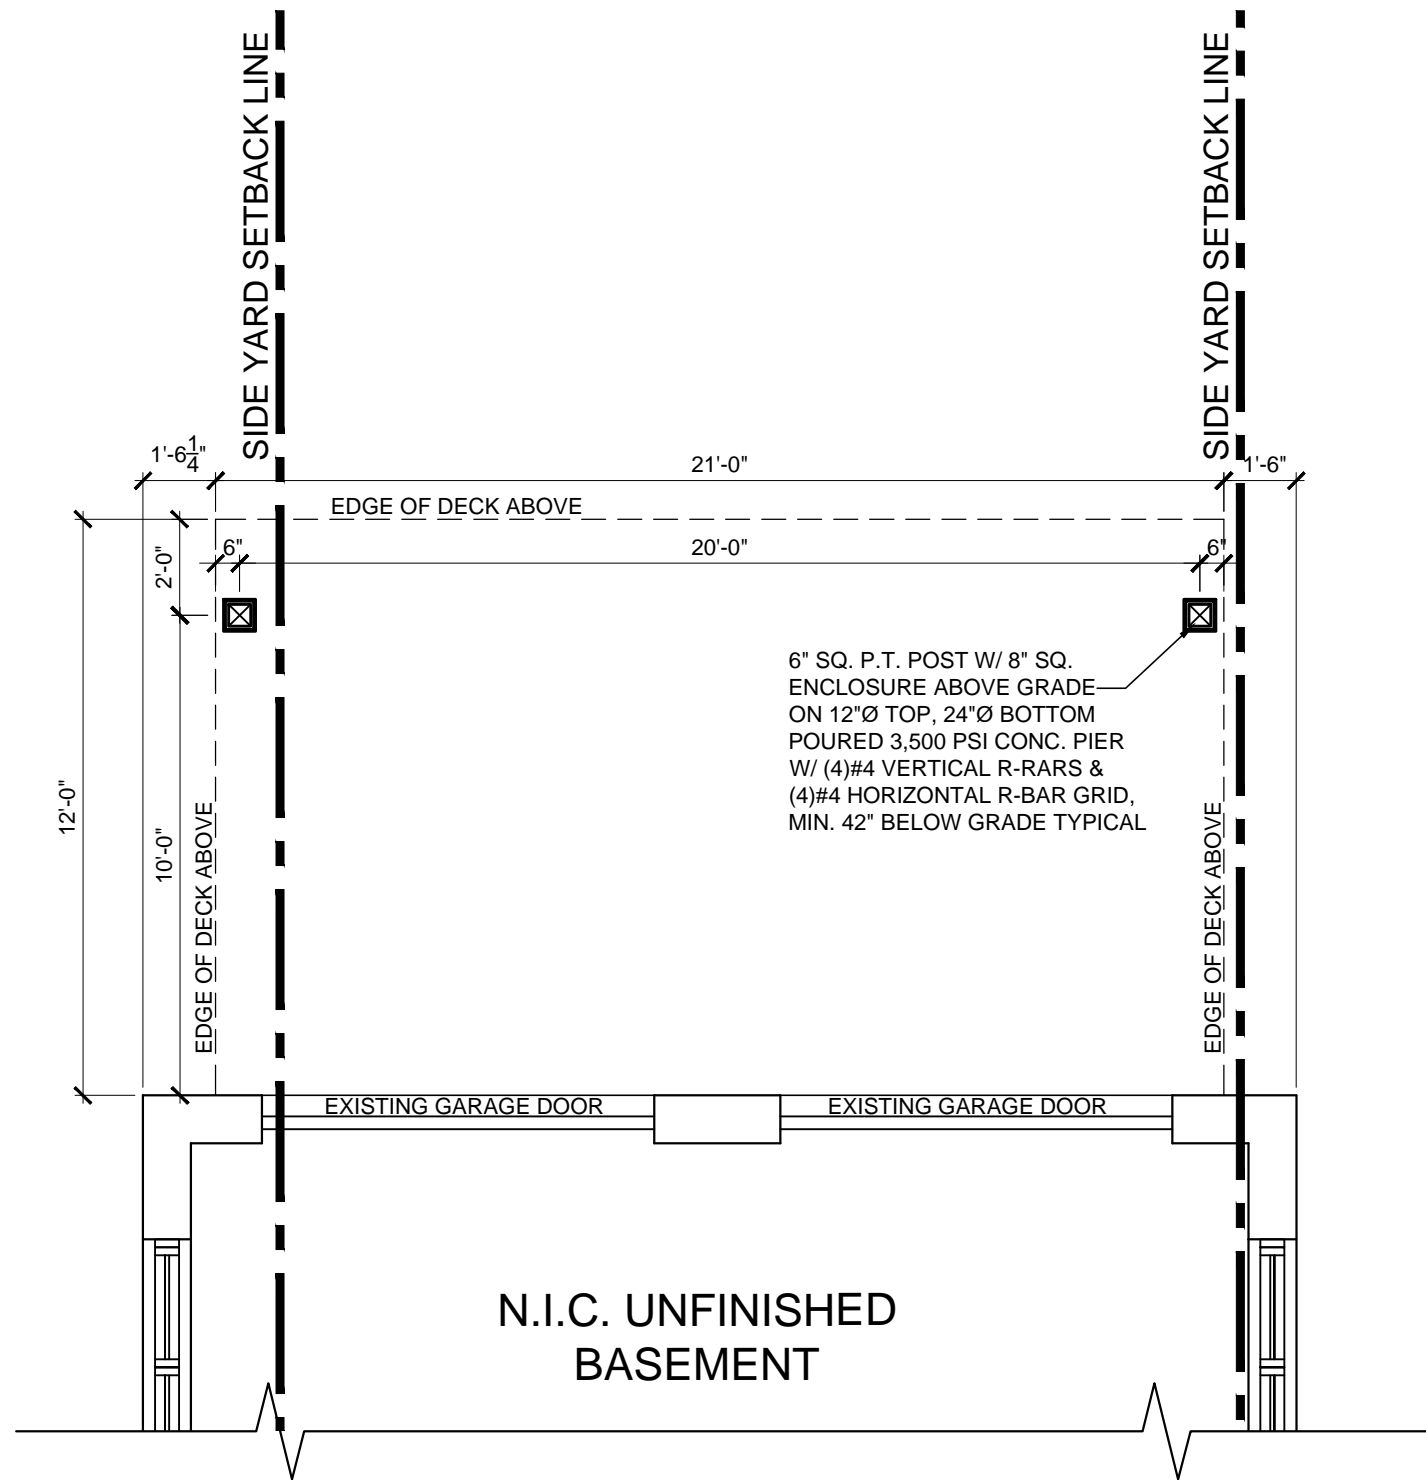 SIDE YARD SETBACK LINE
SIDE YARD SETBACK LINE
1'-6 1/4"
21'-0"
1'-6"
EDGE OF DECK ABOVE
6"
20'-0"
6"
2'-0"
12'-0"
10'-0"
EDGE OF DECK ABOVE
6" SQ. P.T. POST W/ 8" SQ.
ENCLOSURE ABOVE GRADE
ON 12"Ø TOP, 24"Ø BOTTOM
POURED 3,500 PSI CONC. PIER
W/ (4)#4 VERTICAL R-RARS &
(4)#4 HORIZONTAL R-BAR GRID,
MIN. 42" BELOW GRADE TYPICAL
EDGE OF DECK ABOVE
EXISTING GARAGE DOOR
EXISTING GARAGE DOOR
N.I.C. UNFINISHED
BASEMENT